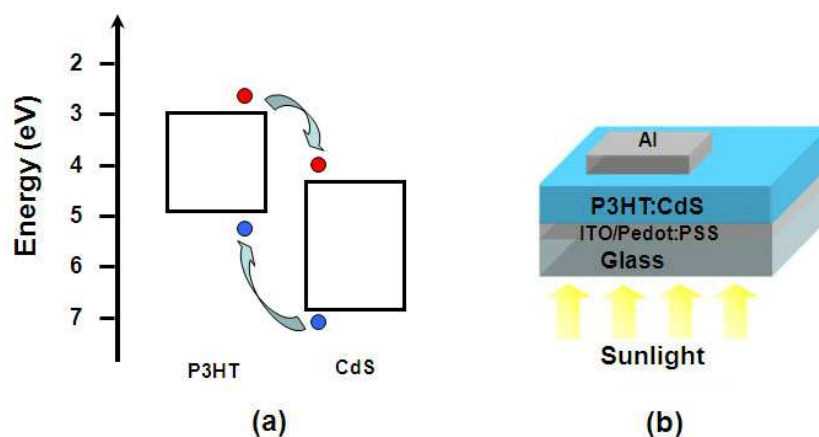 Energy (eV)
2
3
4
5
6
7
P3HT
CdS
(a)
Al
P3HT:CdS
ITO/Pedot:PSS
Glass
Sunlight
(b)